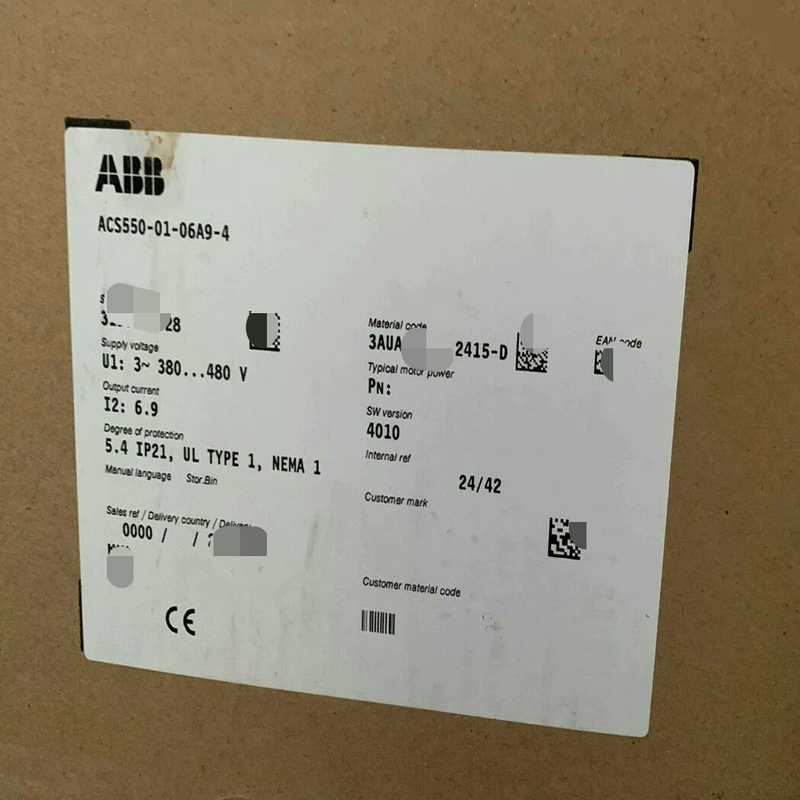 ABB
ACS550-01-06A9-4
28
Supply voltage
U1: 3~ 380...480 V
Output current
I2: 6.9
Degree of protection
5.4 IP21, UL TYPE 1, NEMA 1
Manual language Stor.Bin
Sales ref / Delivery country /
0000 / /
CE
Material code
3AUA 2415-D
EAN code
Typical motor power
PN:
SW version
4010
Internal ref
24/42
Customer mark
Customer material code